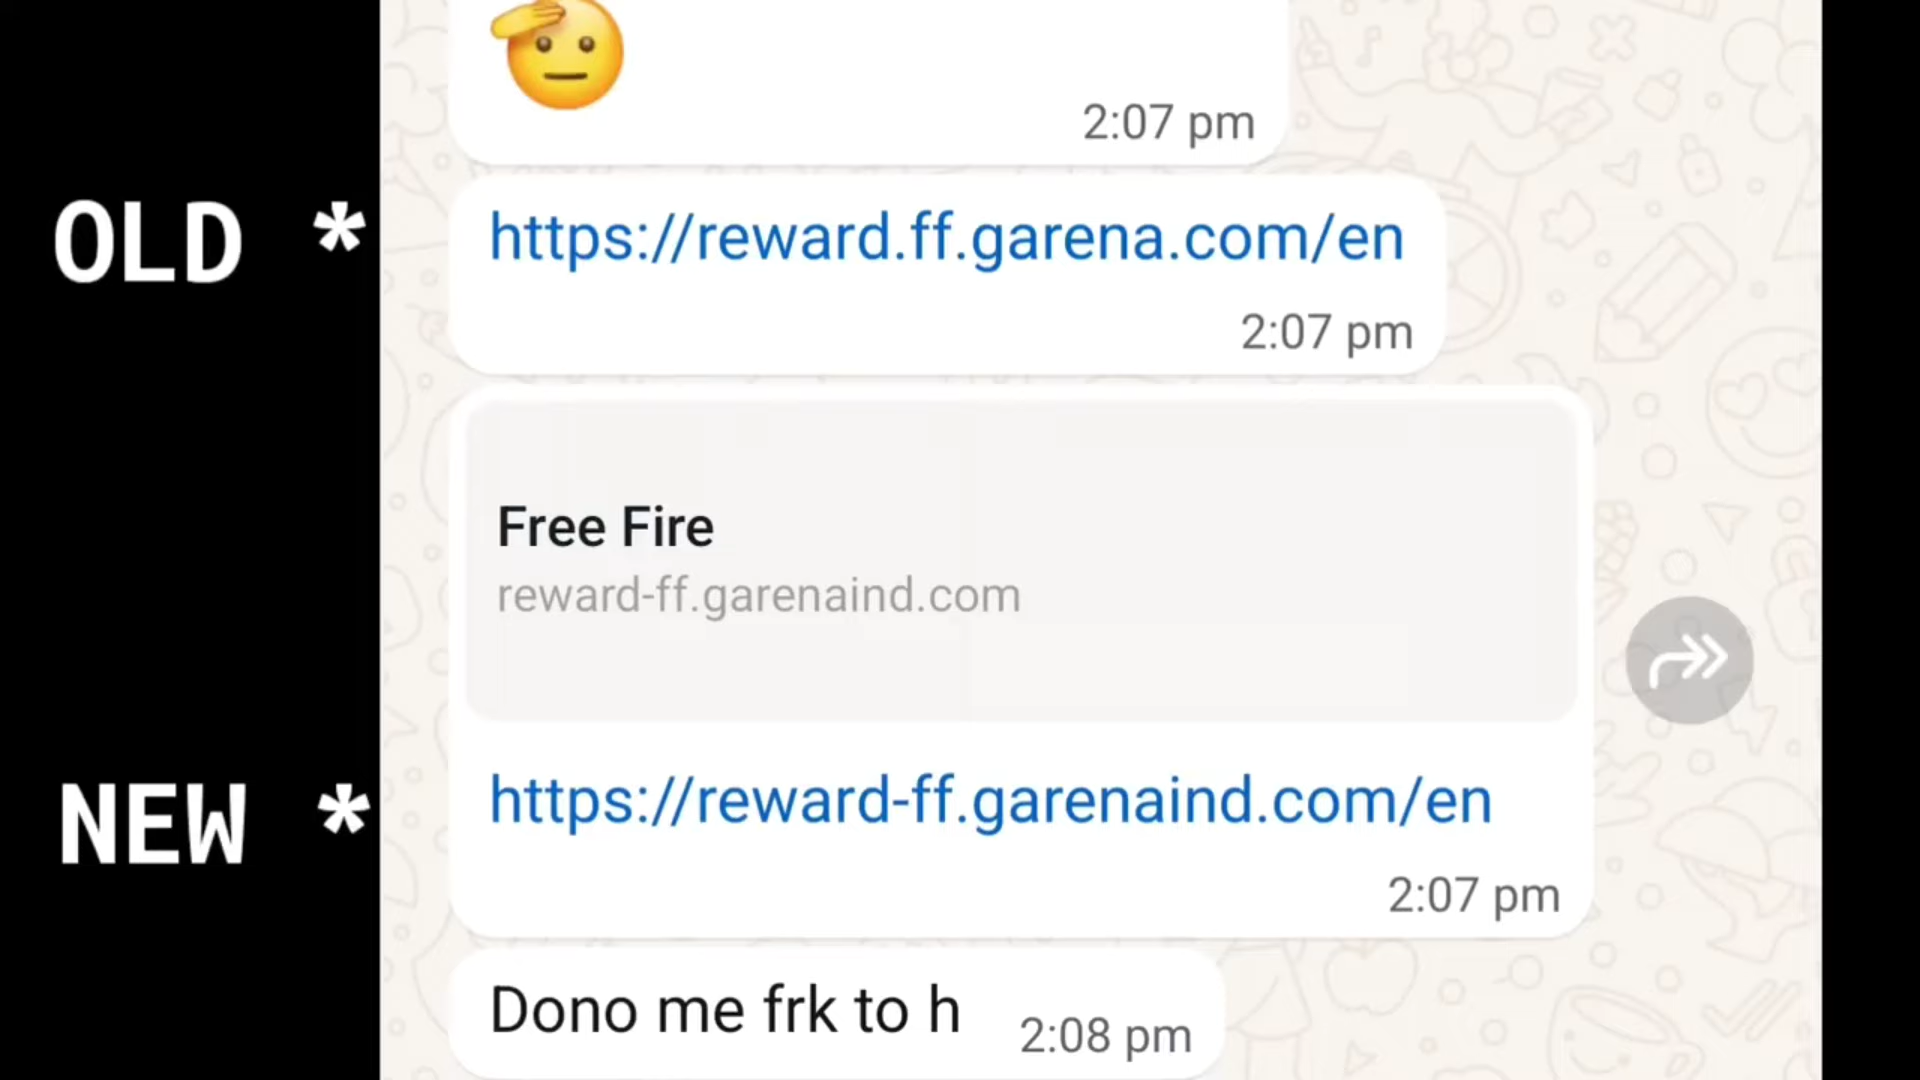 2:07 pm
OLD *
https://reward.ff.garena.com/en
2:07 pm
Free Fire
reward-ff.garenaind.com
NEW *
https://reward-ff.garenaind.com/en
2:07 pm
Dono me frk to h
2:08 pm